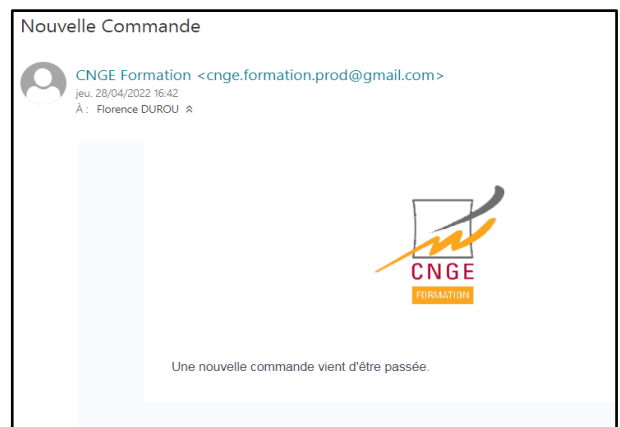 Nouvelle Commande
CNGE Formation <cnge.formation.prod@gmail.com>
jeu. 28/04/2022 16:42
À : Florence DUROU
CNGE
FORMATION
Une nouvelle commande vient d'être passée.